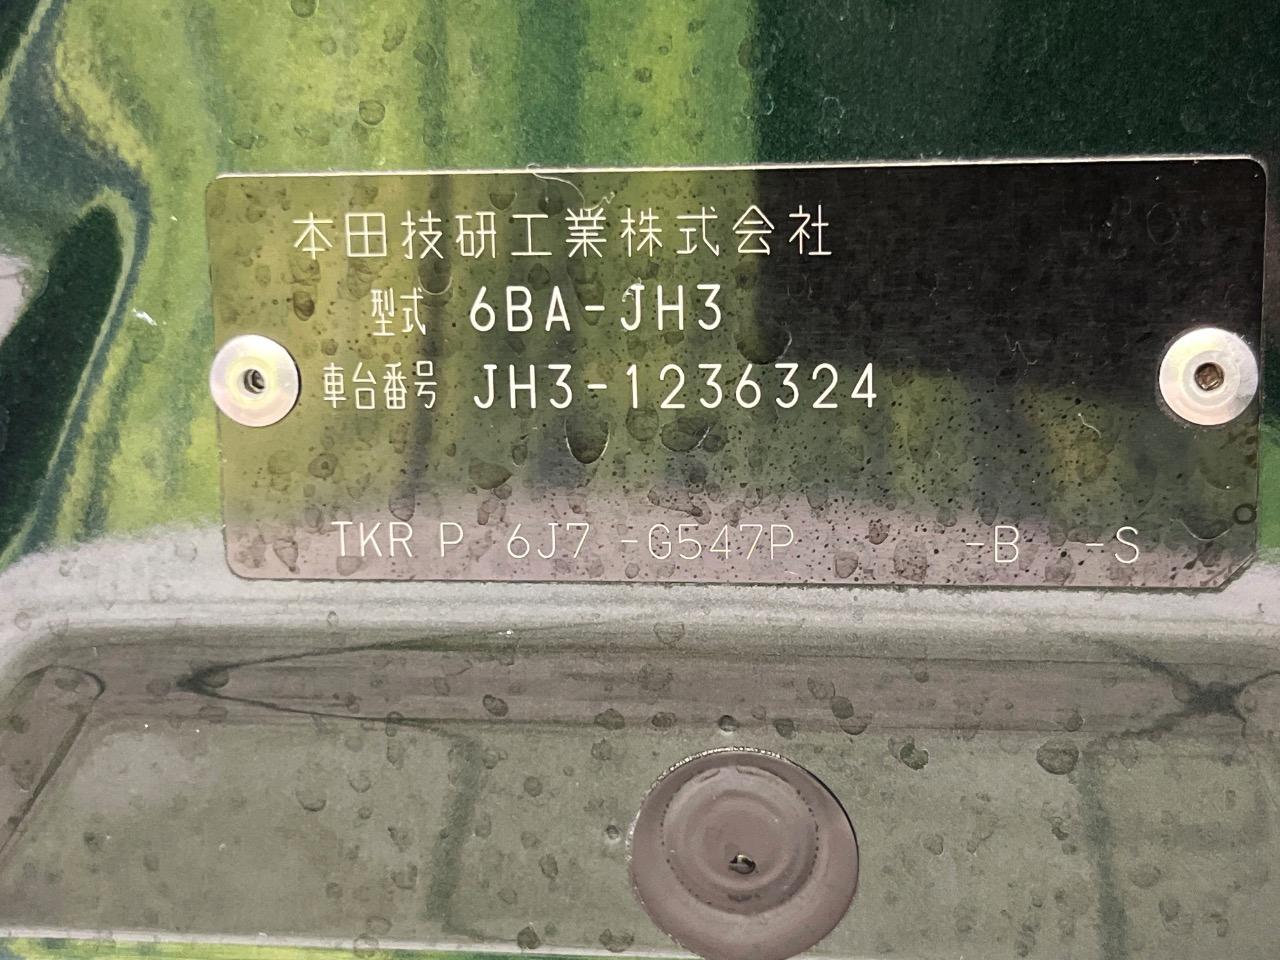 本田技研工業株式会社
型式 6BA-JH3
車台番号 JH3-1236324
TKR P 6J7 -G547P -B -S